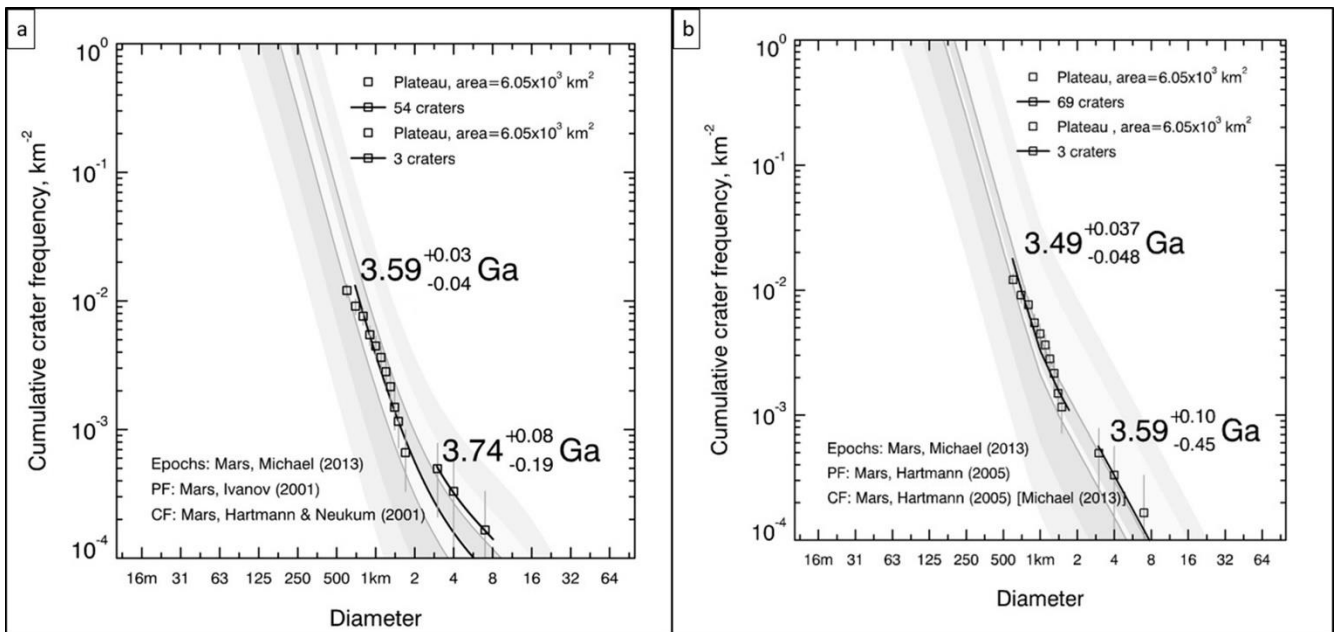 a
10^0
10^-1
10^-2
10^-3
10^-4
Cumulative crater frequency, km^-2
Plateau, area=6.05x10^3 km^2
54 craters
Plateau, area=6.05x10^3 km^2
3 craters
3.59 +0.03 -0.04 Ga
3.74 +0.08 -0.19 Ga
Epochs: Mars, Michael (2013)
PF: Mars, Ivanov (2001)
CF: Mars, Hartmann & Neukum (2001)
16m 31 63 125 250 500 1km 2 4 8 16 32 64
Diameter
b
10^0
10^-1
10^-2
10^-3
10^-4
Cumulative crater frequency, km^-2
Plateau, area=6.05x10^3 km^2
69 craters
Plateau , area=6.05x10^3 km^2
3 craters
3.49 +0.037 -0.048 Ga
3.59 +0.10 -0.45 Ga
Epochs: Mars, Michael (2013)
PF: Mars, Hartmann (2005)
CF: Mars, Hartmann (2005) [Michael (2013)]
16m 31 63 125 250 500 1km 2 4 8 16 32 64
Diameter